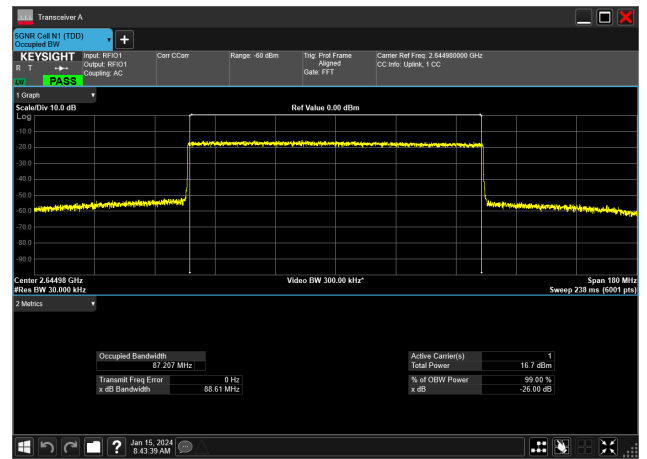 Transceiver A
5GNR Cell N1 (TDD)
Occupied BW
+
KEYSIGHT
R T
LW PASS
Input: RFIO1
Output: RFIO1
Coupling: AC
Corr CCorr
Range: -60 dBm
Trig: Prot Frame
Aligned
Gate: FFT
Carrier Ref Freq: 2.644980000 GHz
CC Info: Uplink, 1 CC
1 Graph
Scale/Div 10.0 dB
Ref Value 0.00 dBm
Log
-10.0
-20.0
-30.0
-40.0
-50.0
-60.0
-70.0
-80.0
-90.0
Center 2.64498 GHz
Video BW 300.00 kHz*
Span 180 MHz
#Res BW 30.000 kHz
Sweep 238 ms (6001 pts)
2 Metrics
Occupied Bandwidth
87.207 MHz
Transmit Freq Error 0 Hz
x dB Bandwidth 88.61 MHz
Active Carrier(s) 1
Total Power 16.7 dBm
% of OBW Power 99.00 %
x dB -26.00 dB
?
Jan 15, 2024
8:43:39 AM